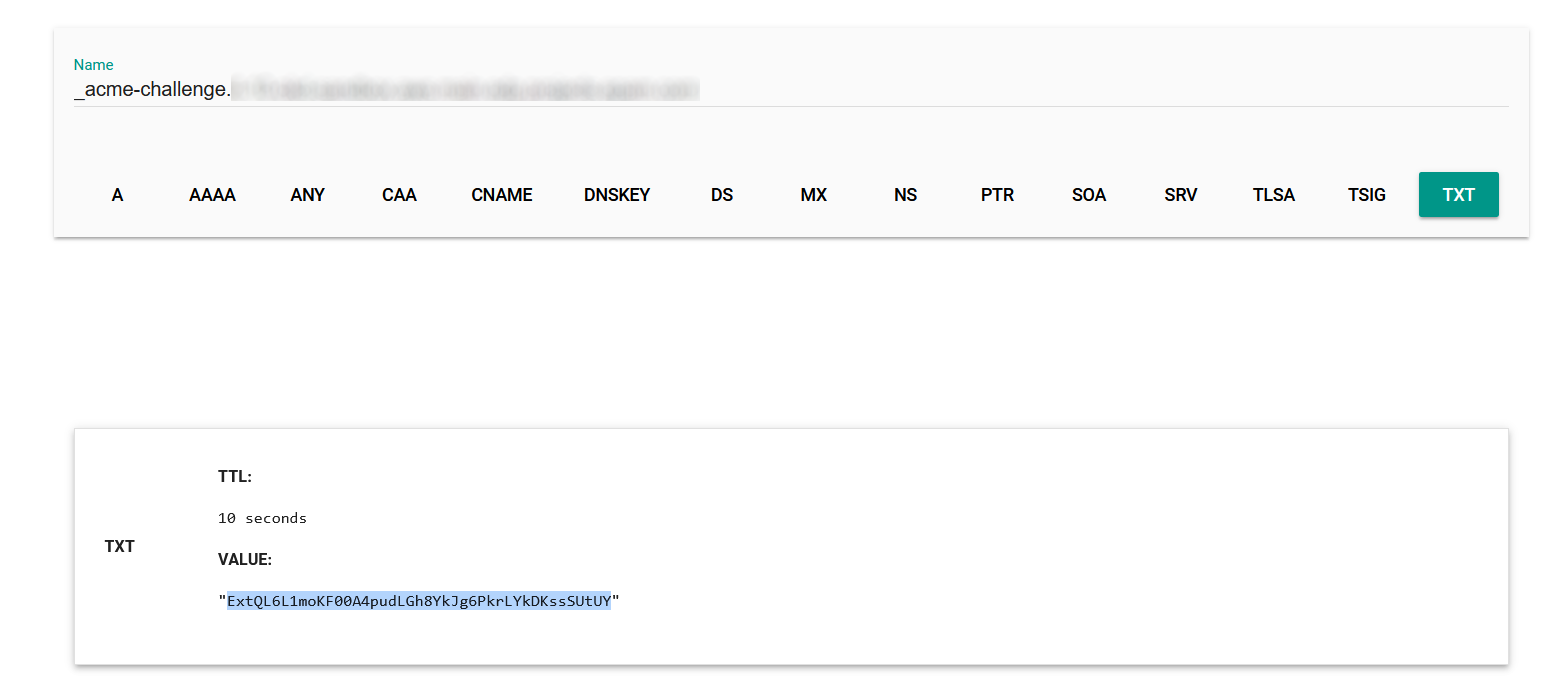 Name
_acme-challenge.
A AAAA ANY CAA CNAME DNSKEY DS MX NS PTR SOA SRV TLSA TSIG TXT
TTL:
10 seconds
TXT
VALUE:
"ExtQL6L1moKF00A4pudLGh8YkJg6PkrLYkDKssSUtUY"